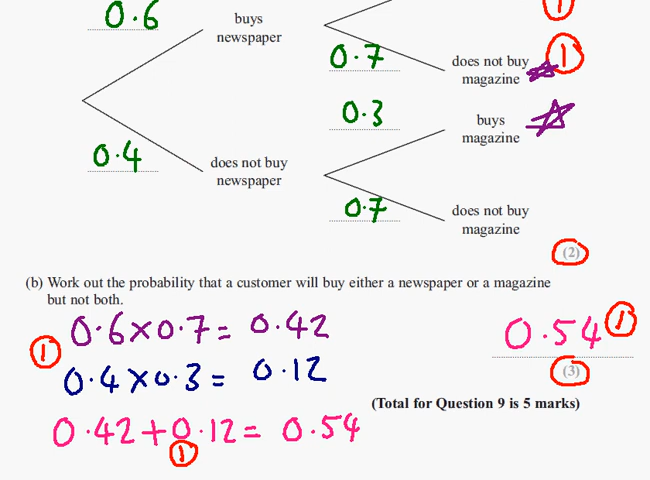 0.6
buys
newspaper
1
0.7
does not buy
magazine
1
0.3
buys
magazine
0.4
does not buy
newspaper
0.7
does not buy
magazine
(2)
(b) Work out the probability that a customer will buy either a newspaper or a magazine
but not both.
0.6×0.7= 0.42
0.54 1
1
0.4×0.3= 0.12
(3)
(Total for Question 9 is 5 marks)
0.42+0.12= 0.54
1